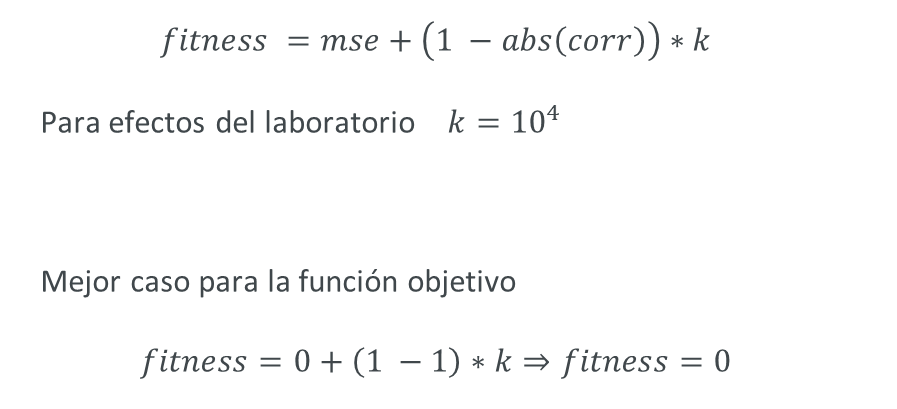 fitness = mse + (1 − abs(corr)) * k
Para efectos del laboratorio k = 10⁴
Mejor caso para la función objetivo
fitness = 0 + (1 − 1) * k ⇒ fitness = 0